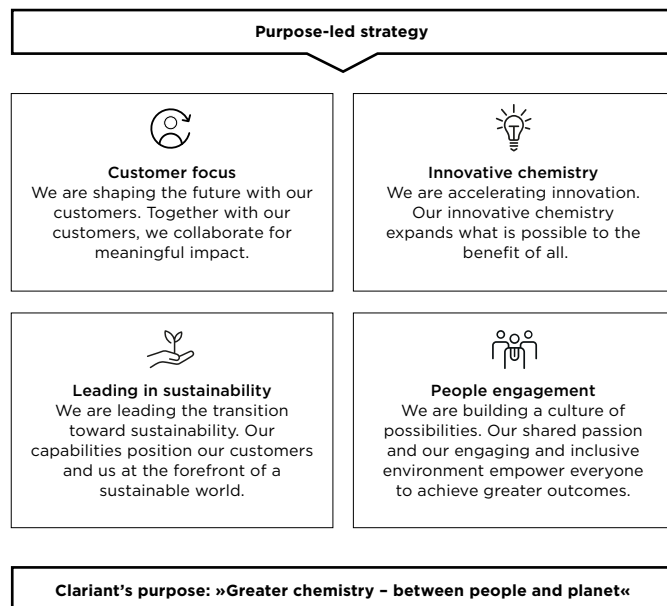 Purpose-led strategy
Customer focus
We are shaping the future with our
customers. Together with our
customers, we collaborate for
meaningful impact.
Innovative chemistry
We are accelerating innovation.
Our innovative chemistry
expands what is possible to the
benefit of all.
Leading in sustainability
We are leading the transition
toward sustainability. Our
capabilities position our customers
and us at the forefront of a
sustainable world.
People engagement
We are building a culture of
possibilities. Our shared passion
and our engaging and inclusive
environment empower everyone
to achieve greater outcomes.
Clariant’s purpose: »Greater chemistry – between people and planet«